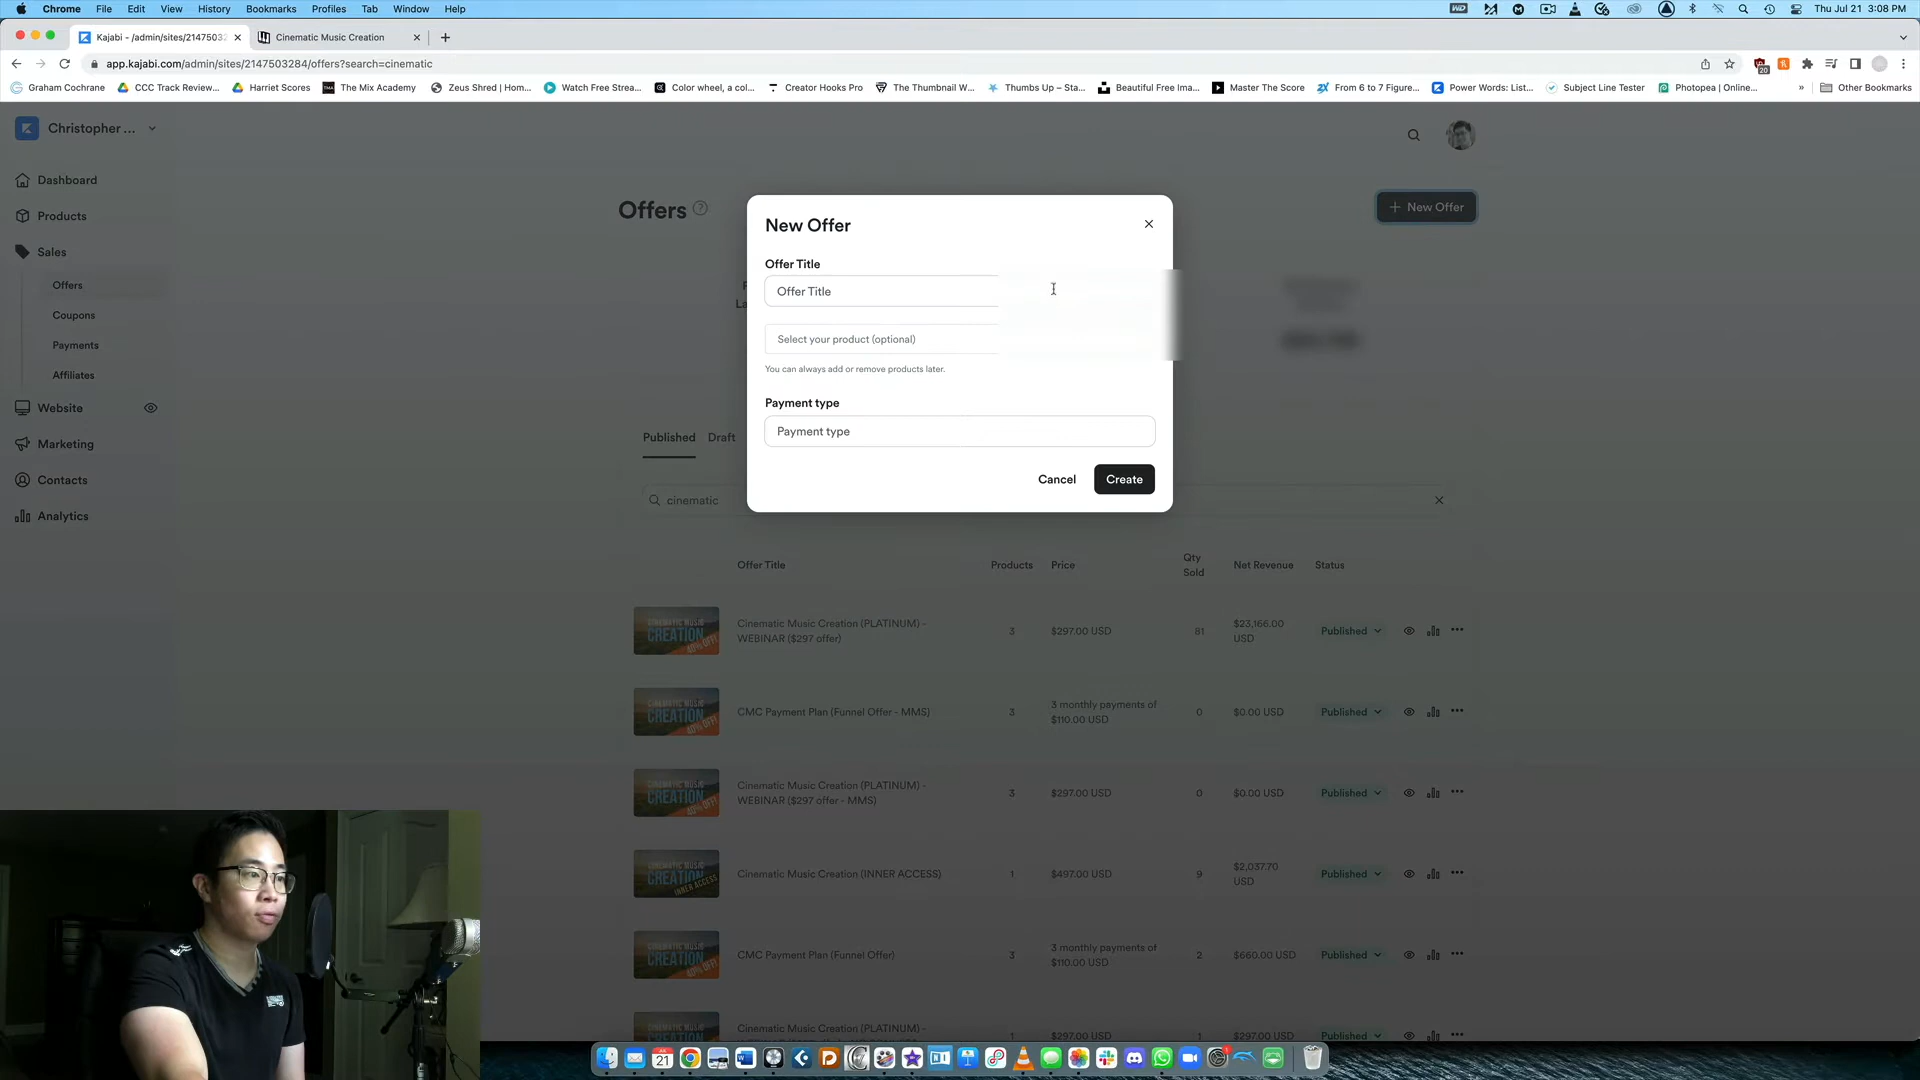 Chrome File Edit View History Bookmarks Profiles Tab Window Help
Thu Jul 21 3:08 PM
Kajabi - /admin/sites/2147503
Cinematic Music Creation
app.kajabi.com/admin/sites/2147503284/offers?search=cinematic
20
Graham Cochrane
CCC Track Review...
Harriet Scores
The Mix Academy
Zeus Shred | Hom...
Watch Free Strea...
Color wheel, a col...
Creator Hooks Pro
The Thumbnail W...
Thumbs Up – Sta...
Beautiful Free Ima...
Master The Score
From 6 to 7 Figure...
Power Words: List...
Subject Line Tester
Photopea | Online...
Other Bookmarks
Christopher ...
Dashboard
Products
Sales
Offers
Coupons
Payments
Affiliates
Website
Marketing
Contacts
Analytics
Offers ?
+ New Offer
New Offer
Offer Title
Offer Title
Select your product (optional)
You can always add or remove products later.
Payment type
Payment type
Cancel
Create
Published
Draft
cinematic
Offer Title
Products
Price
Qty
Sold
Net Revenue
Status
Cinematic Music Creation (PLATINUM) -
WEBINAR ($297 offer)
3
$297.00 USD
81
$23,166.00
USD
Published
CMC Payment Plan (Funnel Offer - MMS)
3
3 monthly payments of
$110.00 USD
0
$0.00 USD
Published
Cinematic Music Creation (PLATINUM) -
WEBINAR ($297 offer - MMS)
3
$297.00 USD
0
$0.00 USD
Published
Cinematic Music Creation (INNER ACCESS)
1
$497.00 USD
9
$2,037.70
USD
Published
CMC Payment Plan (Funnel Offer)
3
3 monthly payments of
$110.00 USD
2
$660.00 USD
Published
Cinematic Music Creation (PLATINUM) -
1
$297.00 USD
1
$297.00 USD
Published